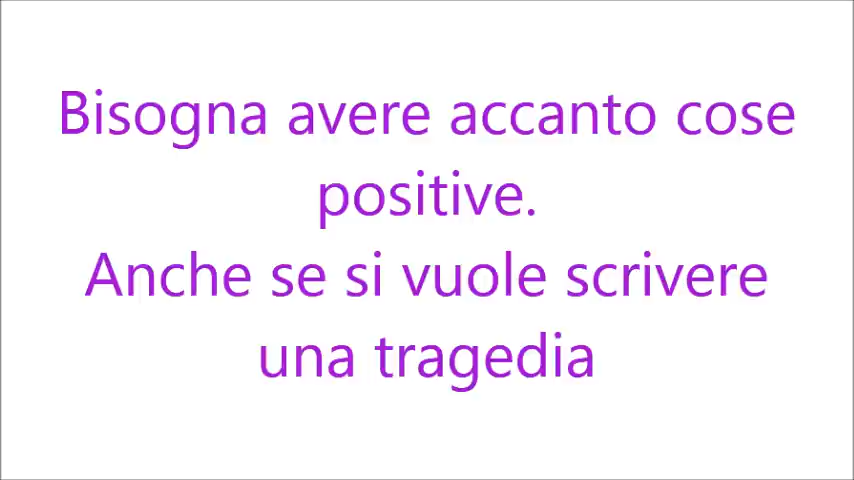 Bisogna avere accanto cose
positive.
Anche se si vuole scrivere
una tragedia